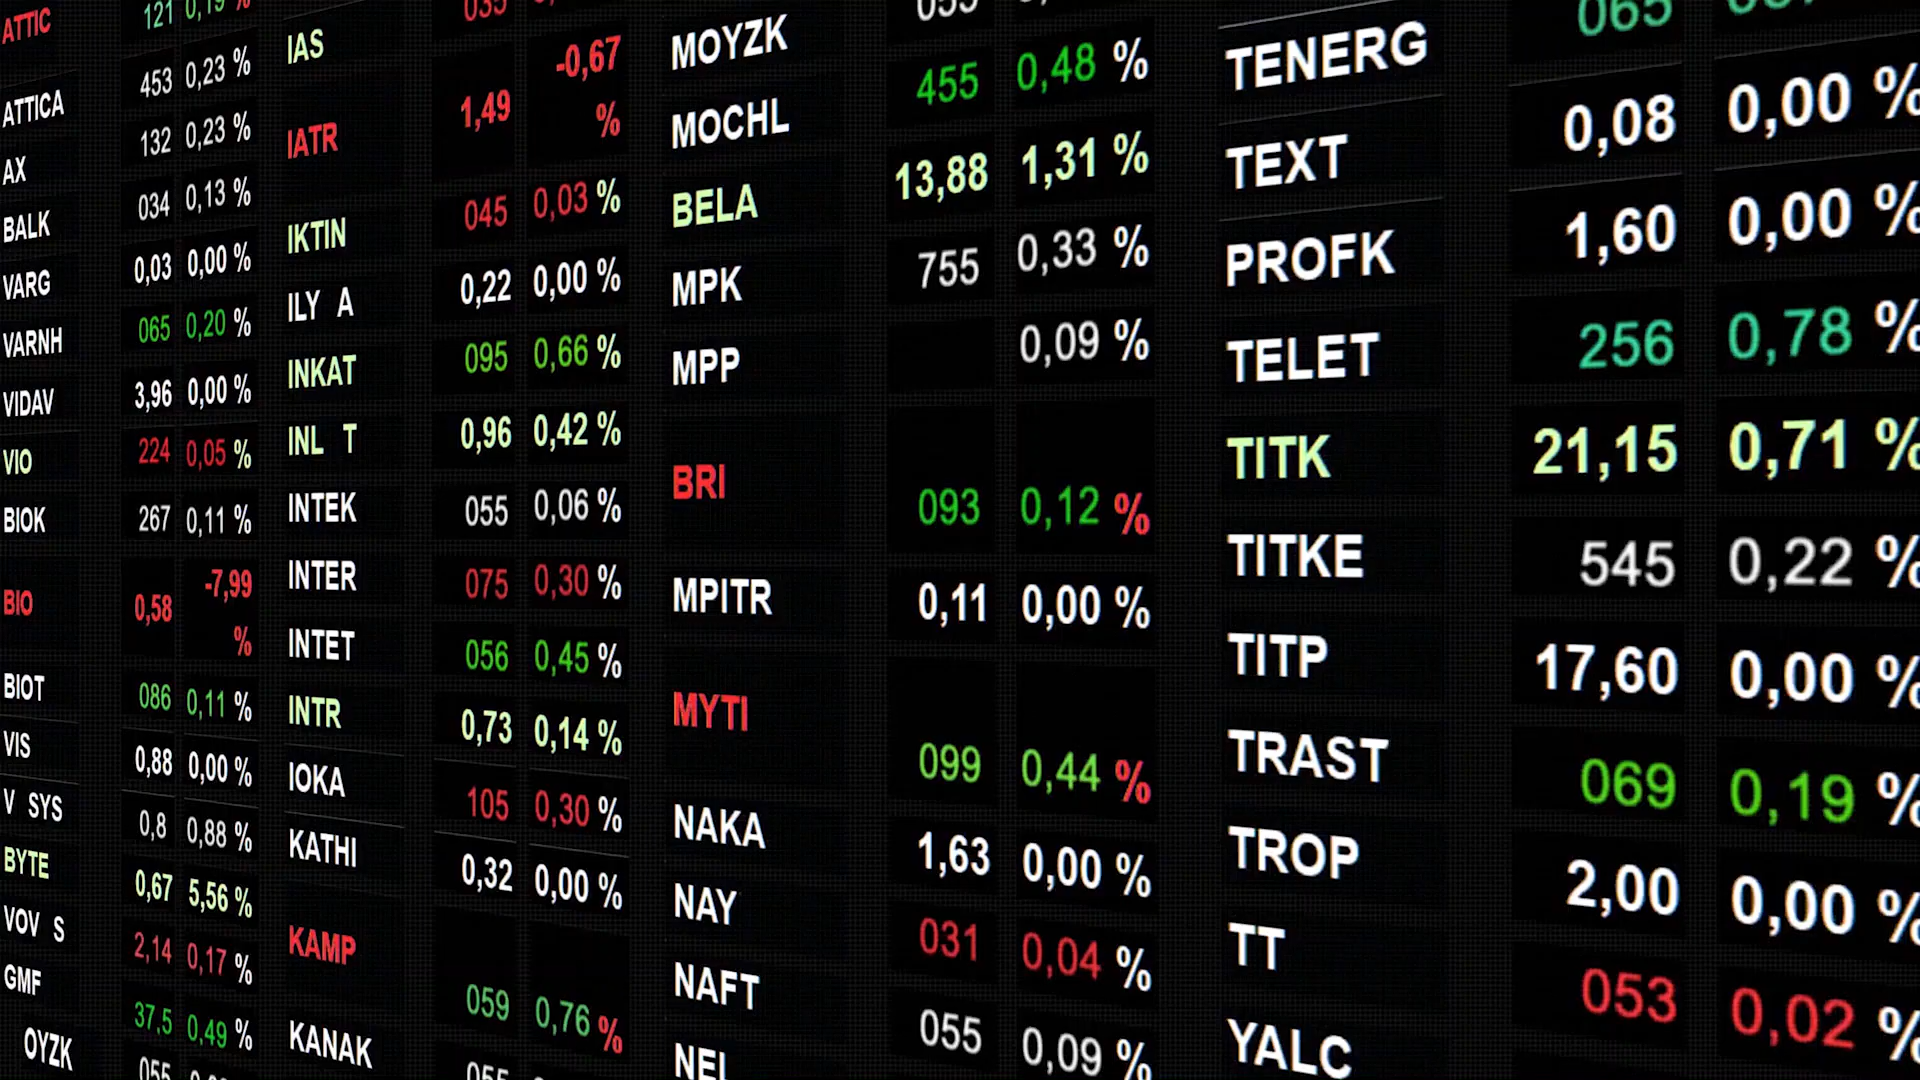 ATTIC 121 0,19 %
ATTICA 453 0,23 %
AX 132 0,23 %
BALK 034 0,13 %
VARG 0,03 0,00 %
VARNH 065 0,20 %
VIDAV 3,96 0,00 %
VIO 224 0,05 %
BIOK 267 0,11 %
BIO 0,58 -7,99 %
BIOT 086 0,11 %
VIS 0,88 0,00 %
V SYS 0,8 0,88 %
BYTE 0,67 5,56 %
VOV S 2,14 0,17 %
GMF 37,5 0,49 %
OYZK 055
035
IAS
IATR 1,49 -0,67 %
IKTIN 045 0,03 %
ILY A 0,22 0,00 %
INKAT 095 0,66 %
INL T 0,96 0,42 %
INTEK 055 0,06 %
INTER 075 0,30 %
INTET 056 0,45 %
INTR 0,73 0,14 %
IOKA 105 0,30 %
KATHI 0,32 0,00 %
KAMP 059 0,76 %
KANAK 055
055
MOYZK 455 0,48 %
MOCHL 13,88 1,31 %
BELA 755 0,33 %
MPK 0,09 %
MPP
BRI 093 0,12 %
MPITR 0,11 0,00 %
MYTI 099 0,44 %
NAKA 1,63 0,00 %
NAY 031 0,04 %
NAFT 055 0,09 %
NEL
065
TENERG 0,08 0,00 %
TEXT 1,60 0,00 %
PROFK 256 0,78 %
TELET 21,15 0,71 %
TITK 545 0,22 %
TITKE 17,60 0,00 %
TITP 069 0,19 %
TRAST 2,00 0,00 %
TROP 053 0,02 %
TT
YALC